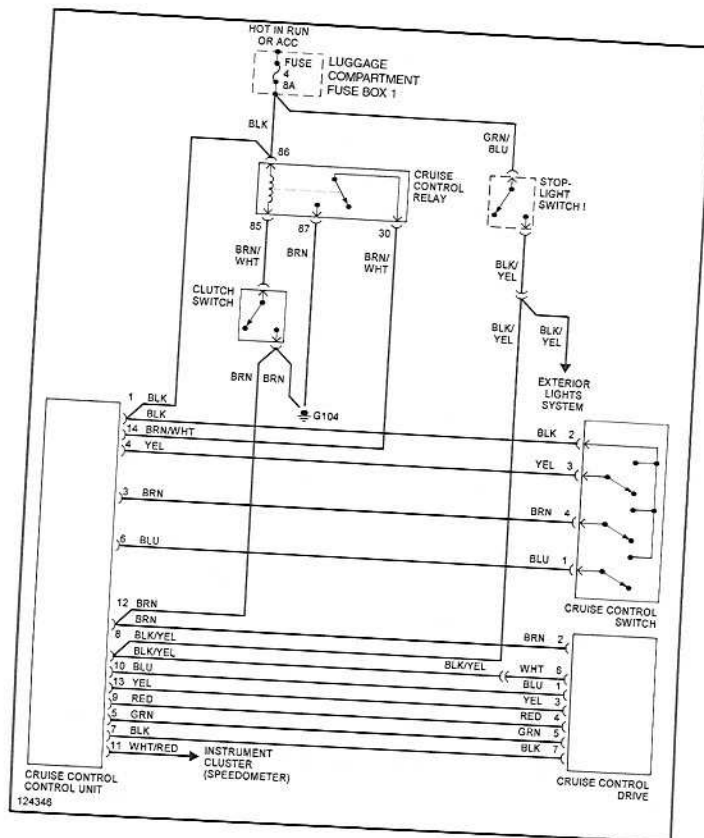 HOT IN RUN
OR ACC
FUSE
4
8A
LUGGAGE
COMPARTMENT
FUSE BOX 1
BLK
GRN/
BLU
86
CRUISE
CONTROL
RELAY
STOP-
LIGHT
SWITCH !
85
87
30
BRN/
WHT
BRN
BRN/
WHT
BLK/
YEL
CLUTCH
SWITCH
BLK/
YEL
BLK/
YEL
BRN
BRN
EXTERIOR
LIGHTS
SYSTEM
G104
1 BLK
BLK
14 BRN/WHT
4 YEL
BLK 2
YEL 3
3 BRN
BRN 4
6 BLU
BLU 1
CRUISE CONTROL
SWITCH
12 BRN
BRN
8 BLK/YEL
BLK/YEL
10 BLU
13 YEL
9 RED
5 GRN
7 BLK
11 WHT/RED
BRN 2
BLK/YEL
WHT 6
BLU 1
YEL 3
RED 4
GRN 5
BLK 7
INSTRUMENT
CLUSTER
(SPEEDOMETER)
CRUISE CONTROL
CONTROL UNIT
CRUISE CONTROL
DRIVE
124346